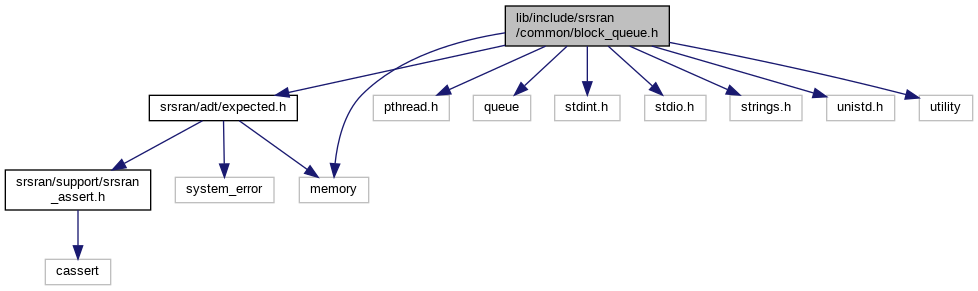 lib/include/srsran
/common/block_queue.h
srsran/adt/expected.h
pthread.h
queue
stdint.h
stdio.h
strings.h
unistd.h
utility
srsran/support/srsran
_assert.h
system_error
memory
cassert